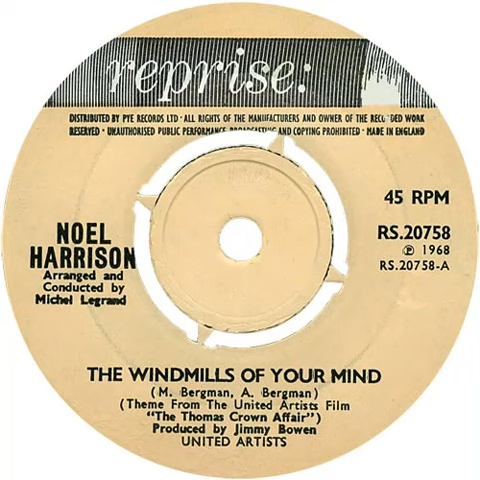 reprise:
DISTRIBUTED BY PYE RECORDS LTD · ALL RIGHTS OF THE MANUFACTURERS AND OWNER OF THE RECORDED WORK
RESERVED · UNAUTHORISED PUBLIC PERFORMANCE, BROADCASTING AND COPYING PROHIBITED · MADE IN ENGLAND
45 RPM
NOEL
HARRISON
Arranged and
Conducted by
Michel Legrand
RS.20758
Ⓟ 1968
RS.20758-A
THE WINDMILLS OF YOUR MIND
(M. Bergman, A. Bergman)
(Theme From The United Artists Film
"The Thomas Crown Affair")
Produced by Jimmy Bowen
UNITED ARTISTS